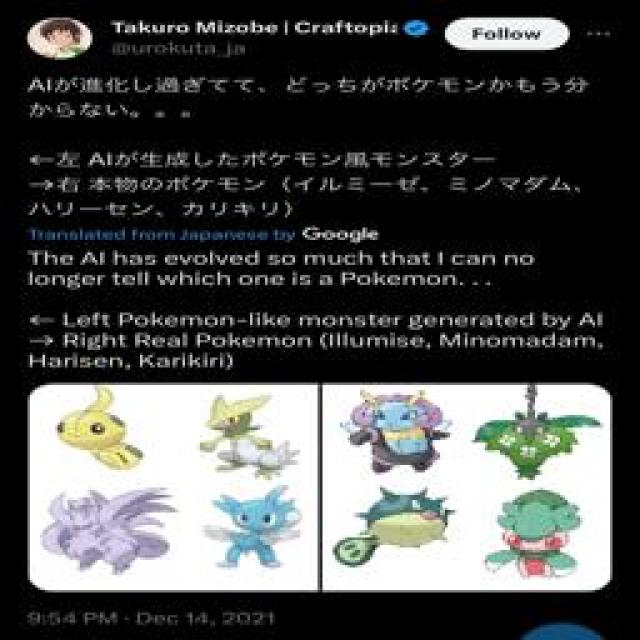 Takuro Mizobe | Craftopia
Follow
@urokuta_ja
AIが進化し過ぎてて、どっちがポケモンかもう分
からない。。。
←左 AIが生成したポケモン風モンスター
→右 本物のポケモン（イルミーゼ、ミノマダム、
ハリーセン、カリキリ）
Translated from Japanese by Google
The AI has evolved so much that I can no
longer tell which one is a Pokemon. . .
← Left Pokemon-like monster generated by AI
→ Right Real Pokemon (Illumise, Minomadam,
Harisen, Karikiri)
9:54 PM · Dec 14, 2021